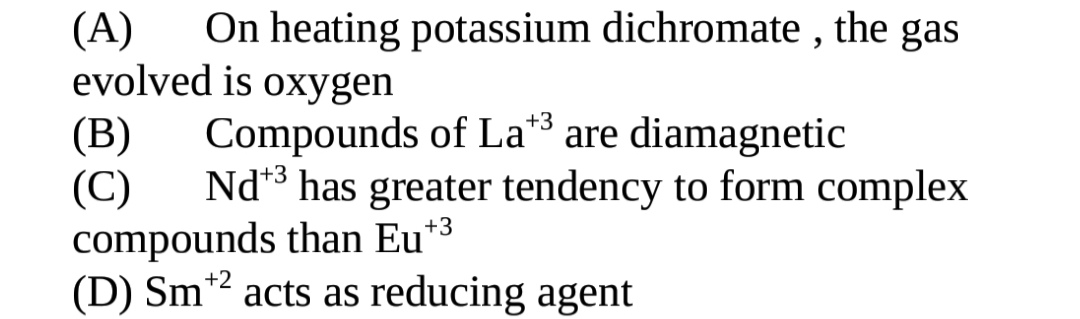 (A) On heating potassium dichromate , the gas
evolved is oxygen
(B) Compounds of La⁺³ are diamagnetic
(C) Nd⁺³ has greater tendency to form complex
compounds than Eu⁺³
(D) Sm⁺² acts as reducing agent